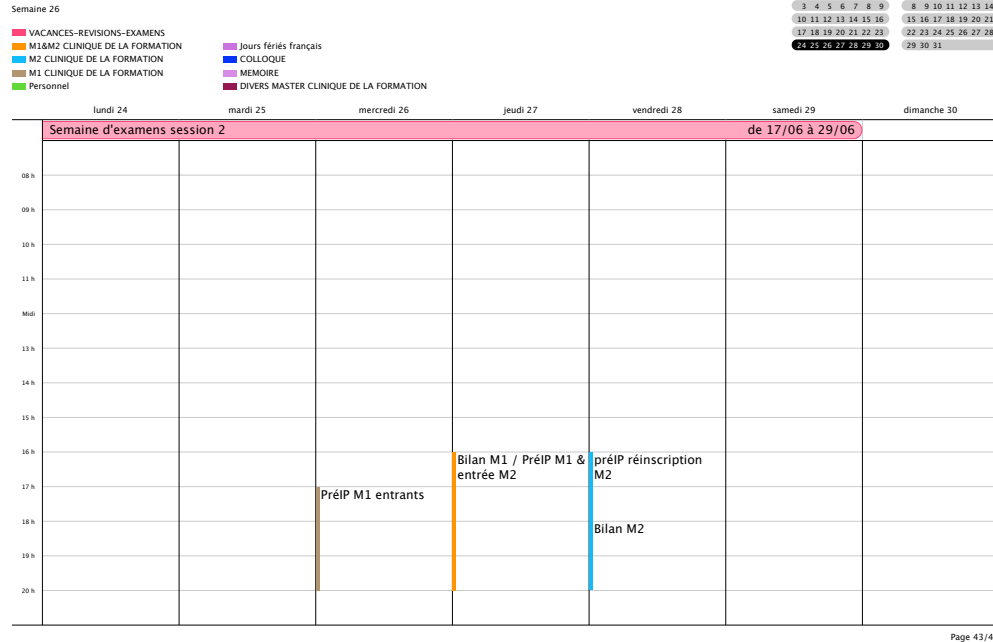 Semaine 26
3 4 5 6 7 8 9
8 9 10 11 12 13 14
10 11 12 13 14 15 16
15 16 17 18 19 20 21
17 18 19 20 21 22 23
22 23 24 25 26 27 28
24 25 26 27 28 29 30
29 30 31
VACANCES-REVISIONS-EXAMENS
M1&M2 CLINIQUE DE LA FORMATION
Jours fériés français
M2 CLINIQUE DE LA FORMATION
COLLOQUE
M1 CLINIQUE DE LA FORMATION
MEMOIRE
Personnel
DIVERS MASTER CLINIQUE DE LA FORMATION
lundi 24
mardi 25
mercredi 26
jeudi 27
vendredi 28
samedi 29
dimanche 30
Semaine d'examens session 2
de 17/06 à 29/06
08 h
09 h
10 h
11 h
Midi
13 h
14 h
15 h
16 h
Bilan M1 / PréIP M1 &
entrée M2
préIP réinscription
M2
17 h
PréIP M1 entrants
18 h
Bilan M2
19 h
20 h
Page 43/4